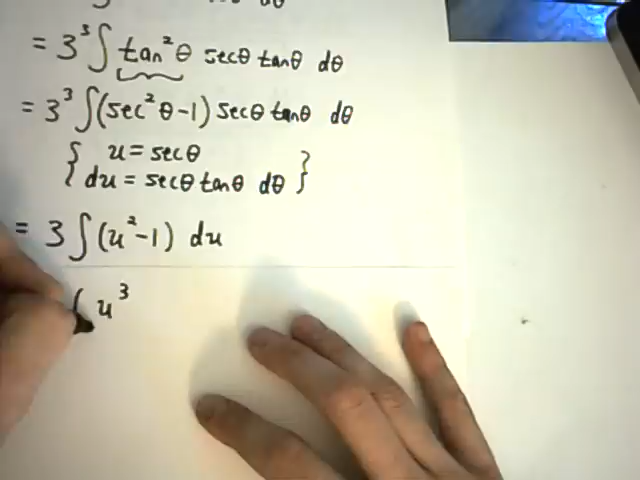 = 3³ ∫ tan²θ secθ tanθ dθ
= 3³ ∫ (sec²θ-1) secθ tanθ dθ
{ u = secθ
du = secθ tanθ dθ }
= 3 ∫ (u²-1) du
( u³